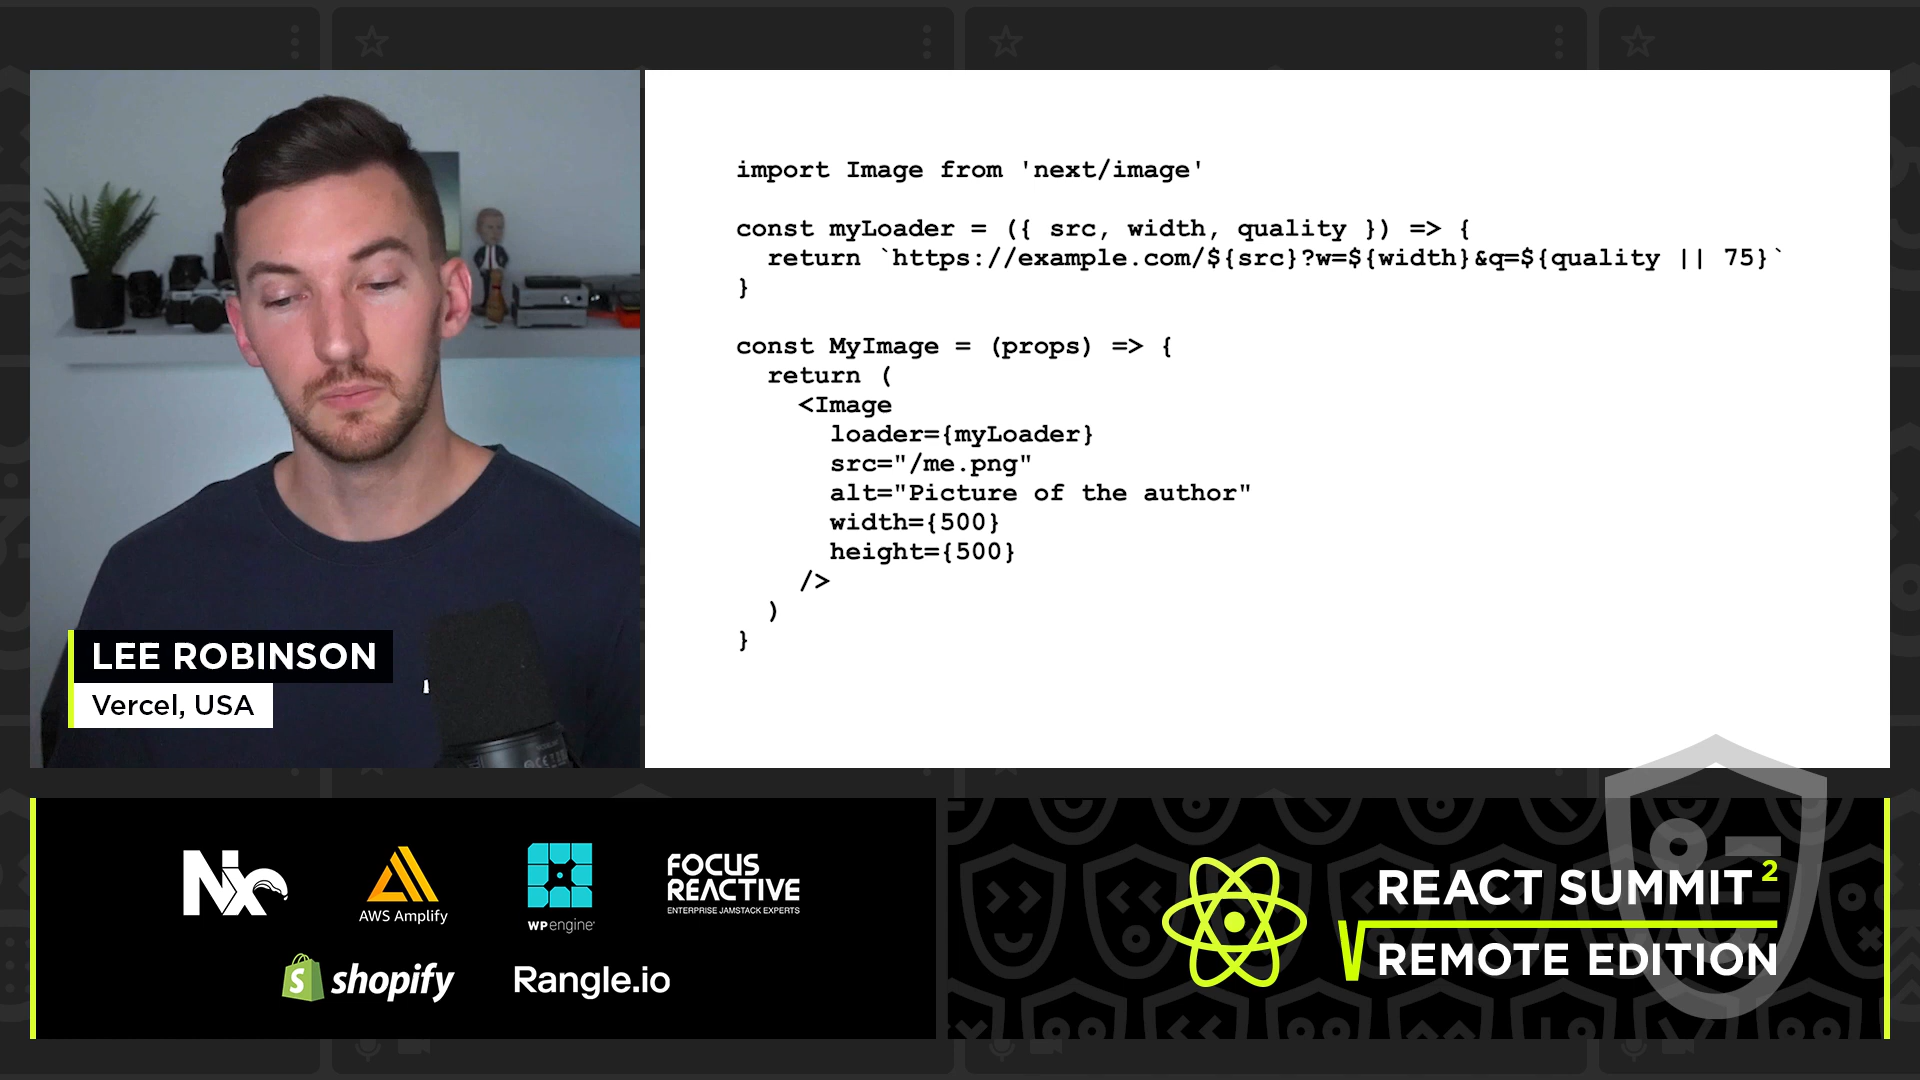 import Image from 'next/image'
const myLoader = ({ src, width, quality }) => {
  return `https://example.com/${src}?w=${width}&q=${quality || 75}`
}
const MyImage = (props) => {
  return (
    <Image
      loader={myLoader}
      src="/me.png"
      alt="Picture of the author"
      width={500}
      height={500}
    />
  )
}
LEE ROBINSON
Vercel, USA
Nx
AWS Amplify
WPengine
FOCUS
REACTIVE
ENTERPRISE JAMSTACK EXPERTS
shopify
Rangle.io
REACT SUMMIT 2
REMOTE EDITION